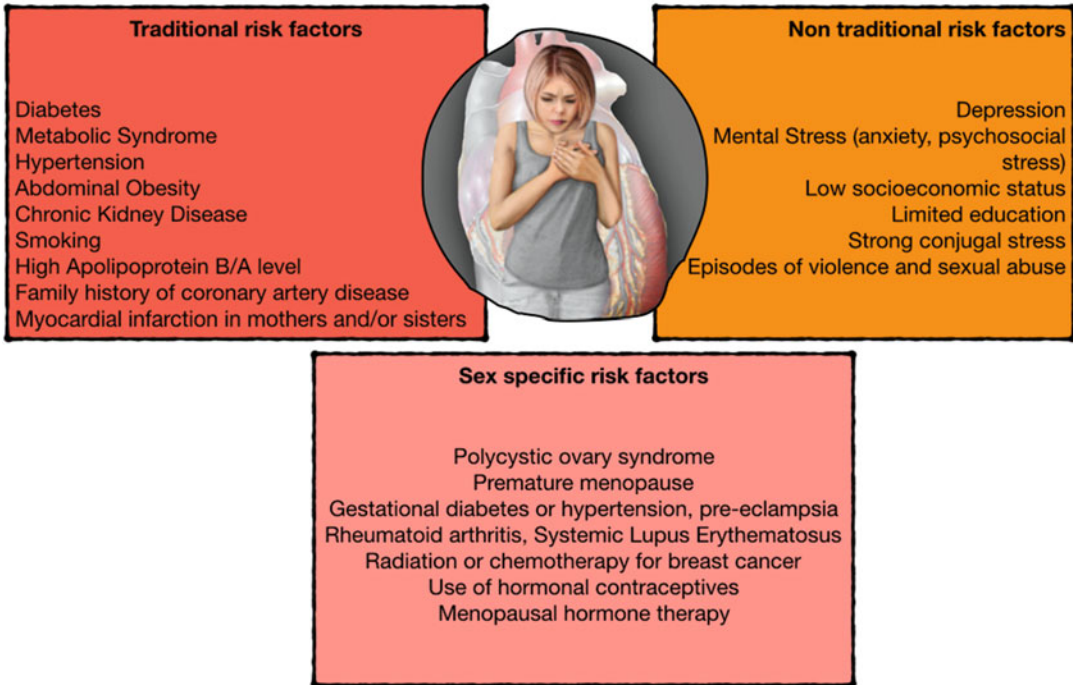 Traditional risk factors
Diabetes
Metabolic Syndrome
Hypertension
Abdominal Obesity
Chronic Kidney Disease
Smoking
High Apolipoprotein B/A level
Family history of coronary artery disease
Myocardial infarction in mothers and/or sisters
Non traditional risk factors
Depression
Mental Stress (anxiety, psychosocial
stress)
Low socioeconomic status
Limited education
Strong conjugal stress
Episodes of violence and sexual abuse
Sex specific risk factors
Polycystic ovary syndrome
Premature menopause
Gestational diabetes or hypertension, pre-eclampsia
Rheumatoid arthritis, Systemic Lupus Erythematosus
Radiation or chemotherapy for breast cancer
Use of hormonal contraceptives
Menopausal hormone therapy